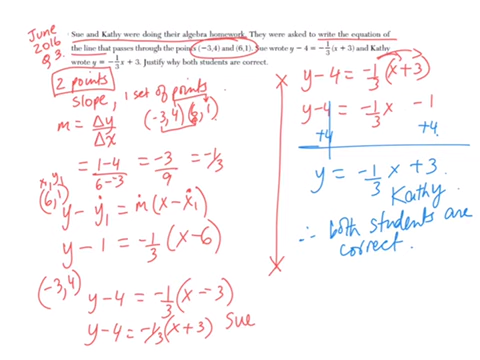 June
2016
Q 3.
Sue and Kathy were doing their algebra homework. They were asked to write the equation of
the line that passes through the points (−3,4) and (6,1). Sue wrote y − 4 = −1/3(x + 3) and Kathy
wrote y = −1/3x + 3. Justify why both students are correct.
2 points
slope, 1 set of points
m = Δy/Δx (-3,4) (6,1)
= 1-4/6--3 = -3/9 = -1/3
x₁ y₁
(6,1)
y - y₁ = m(x - x₁)
y - 1 = -1/3 (x - 6)
(-3,4)
y - 4 = -1/3 (x - -3)
y - 4 = -1/3 (x + 3) Sue
y - 4 = -1/3 (x + 3)
y - 4 = -1/3 x - 1
+4 +4
y = -1/3 x + 3.
Kathy
∴ both students are
correct.